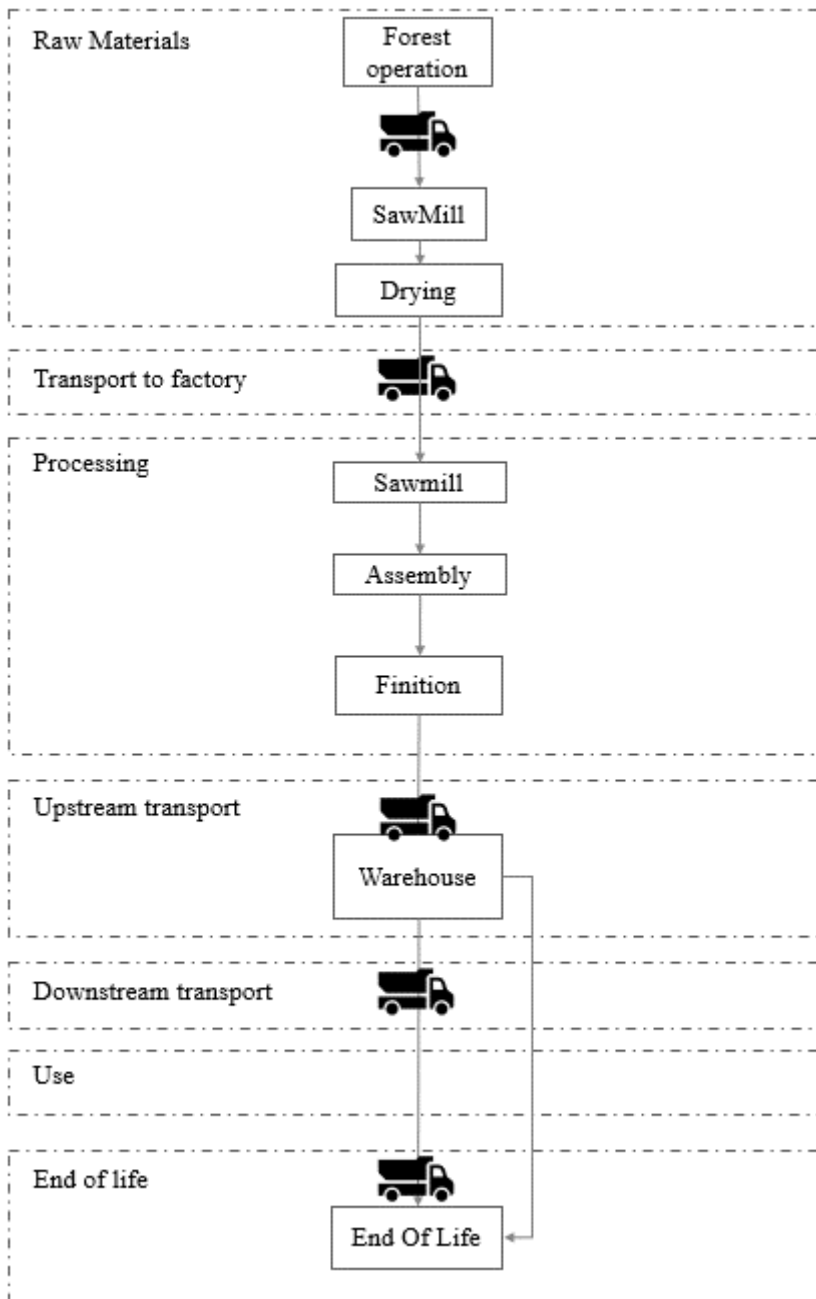 Raw Materials
Forest
operation
SawMill
Drying
Transport to factory
Processing
Sawmill
Assembly
Finition
Upstream transport
Warehouse
Downstream transport
Use
End of life
End Of Life